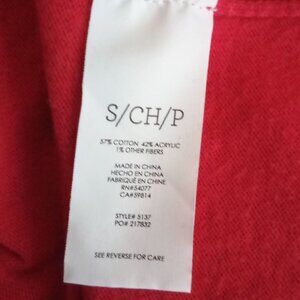 S/CH/P
57% COTTON 42% ACRYLIC
1% OTHER FIBERS
MADE IN CHINA
HECHO EN CHINA
FABRIQUÉ EN CHINE
RN#54077
CA#59814
STYLE# 5137
PO# 217832
SEE REVERSE FOR CARE